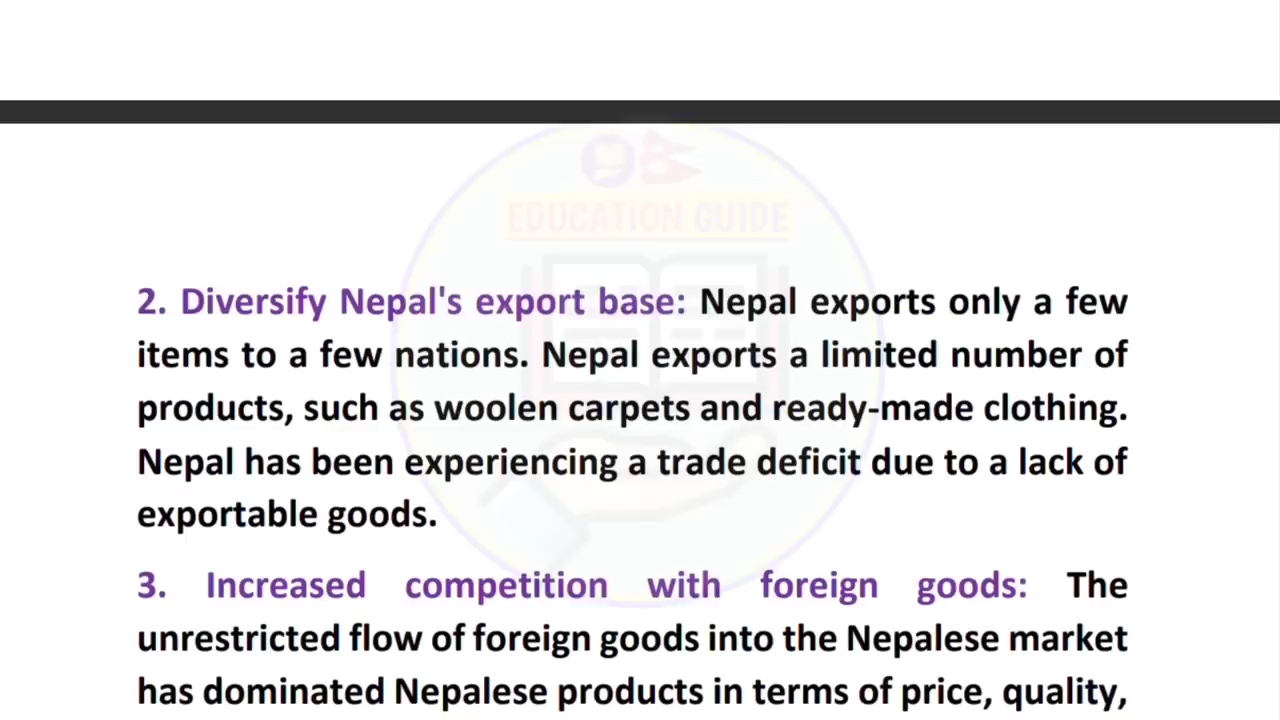 EDUCATION GUIDE
2. Diversify Nepal's export base: Nepal exports only a few
items to a few nations. Nepal exports a limited number of
products, such as woolen carpets and ready-made clothing.
Nepal has been experiencing a trade deficit due to a lack of
exportable goods.
3. Increased competition with foreign goods: The
unrestricted flow of foreign goods into the Nepalese market
has dominated Nepalese products in terms of price, quality,